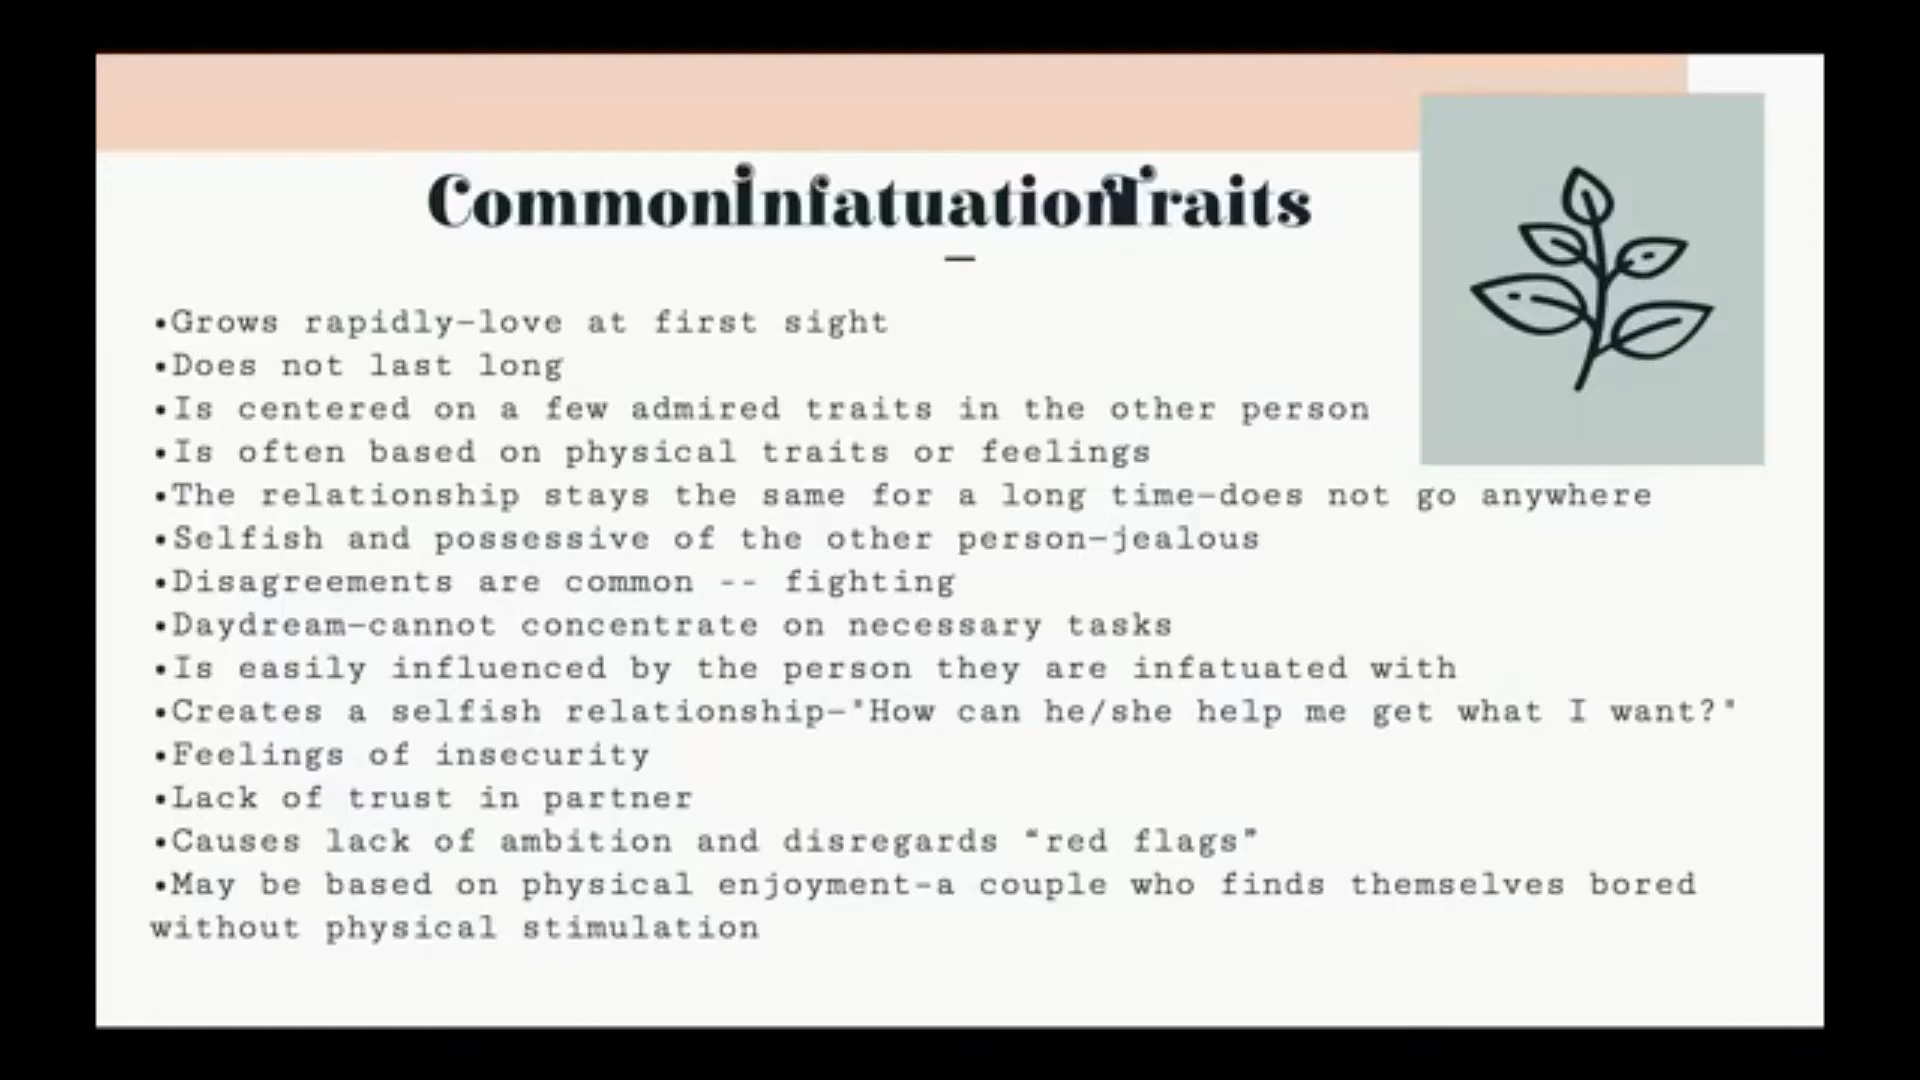 Common Infatuation Traits
•Grows rapidly—love at first sight
•Does not last long
•Is centered on a few admired traits in the other person
•Is often based on physical traits or feelings
•The relationship stays the same for a long time—does not go anywhere
•Selfish and possessive of the other person—jealous
•Disagreements are common -- fighting
•Daydream—cannot concentrate on necessary tasks
•Is easily influenced by the person they are infatuated with
•Creates a selfish relationship—"How can he/she help me get what I want?"
•Feelings of insecurity
•Lack of trust in partner
•Causes lack of ambition and disregards “red flags”
•May be based on physical enjoyment-a couple who finds themselves bored
without physical stimulation